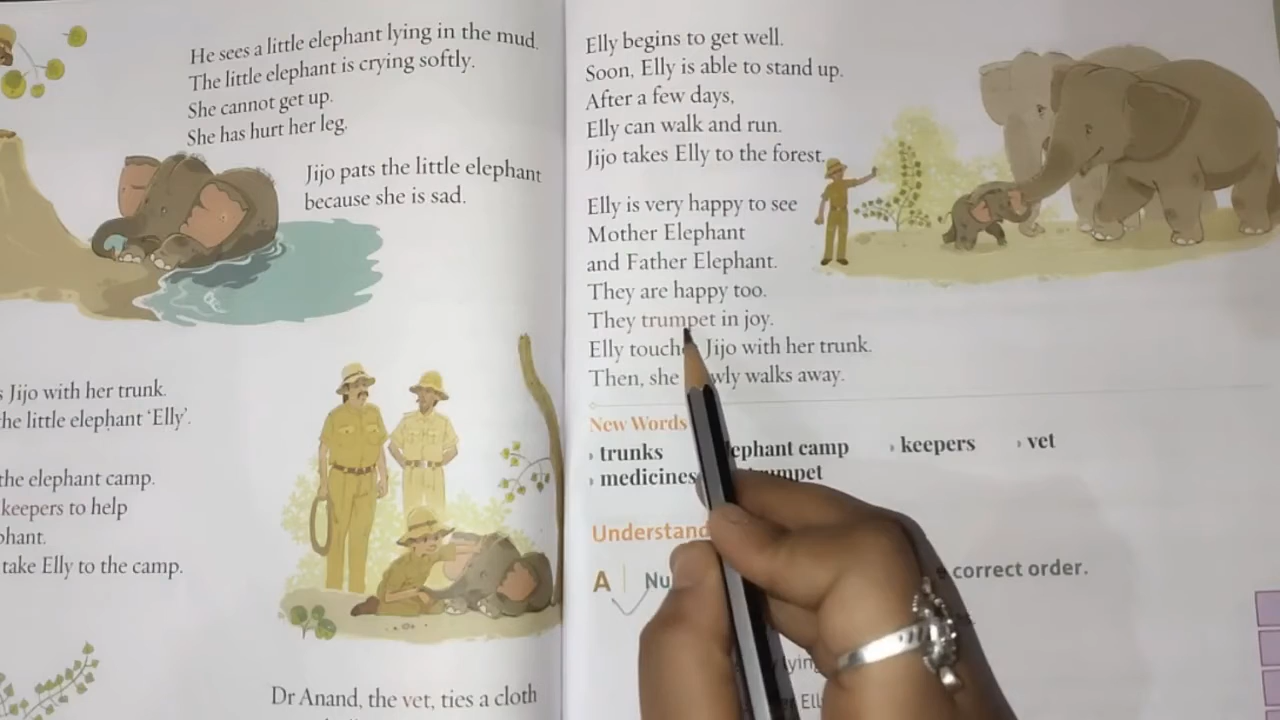 He sees a little elephant lying in the mud.
The little elephant is crying softly.
She cannot get up.
She has hurt her leg.
Jijo pats the little elephant
because she is sad.
Jijo with her trunk.
the little elephant ‘Elly’.
the elephant camp.
keepers to help
take Elly to the camp.
Dr Anand, the vet, ties a cloth
Elly begins to get well.
Soon, Elly is able to stand up.
After a few days,
Elly can walk and run.
Jijo takes Elly to the forest.
Elly is very happy to see
Mother Elephant
and Father Elephant.
They are happy too.
They trumpet in joy.
Elly Jijo with her trunk.
Then, she walks away.
New Words
trunks camp keepers vet
medicines
A correct order.